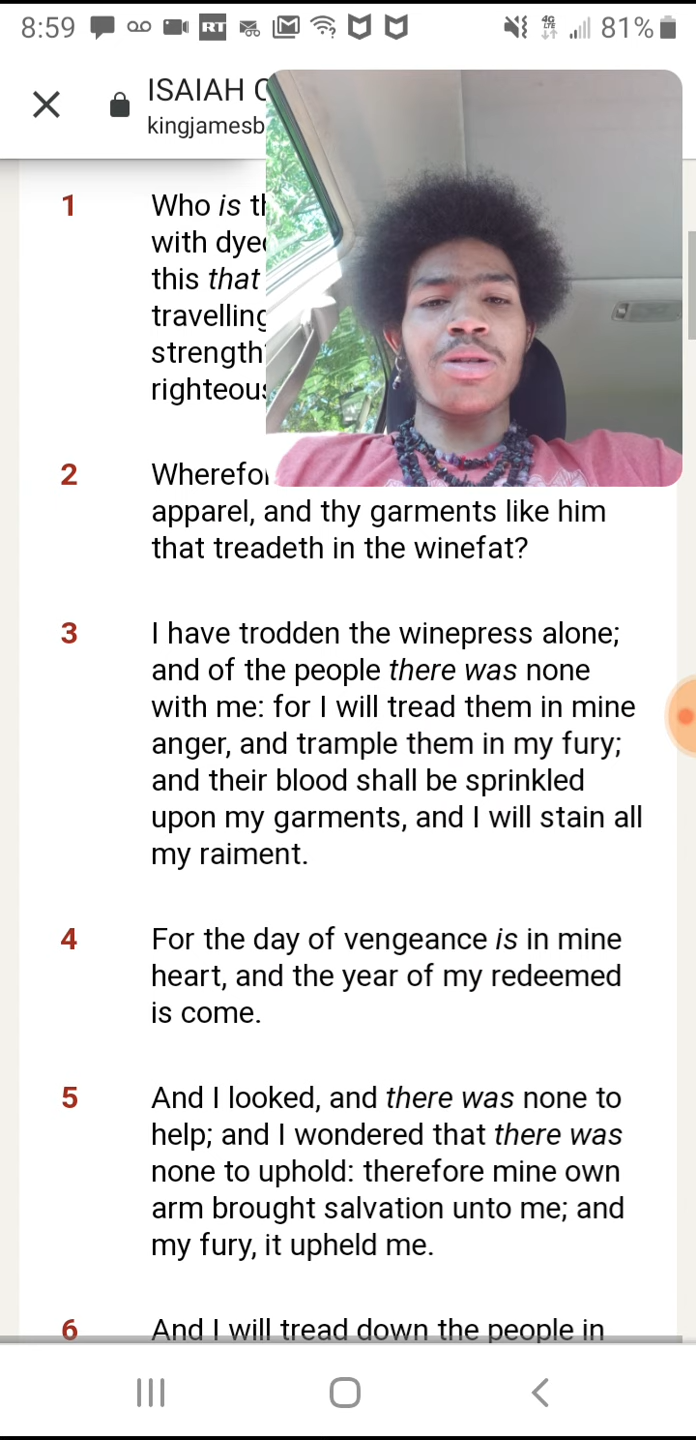 8:59 RT 4G LTE 81%
ISAIAH
kingjamesb
1 Who is
with
this that
travelling
strength
2
apparel, and thy garments like him
that treadeth in the winefat?
3 I have trodden the winepress alone;
and of the people there was none
with me: for I will tread them in mine
anger, and trample them in my fury;
and their blood shall be sprinkled
upon my garments, and I will stain all
my raiment.
4 For the day of vengeance is in mine
heart, and the year of my redeemed
is come.
5 And I looked, and there was none to
help; and I wondered that there was
none to uphold: therefore mine own
arm brought salvation unto me; and
my fury, it upheld me.
6 And I will tread down the people in